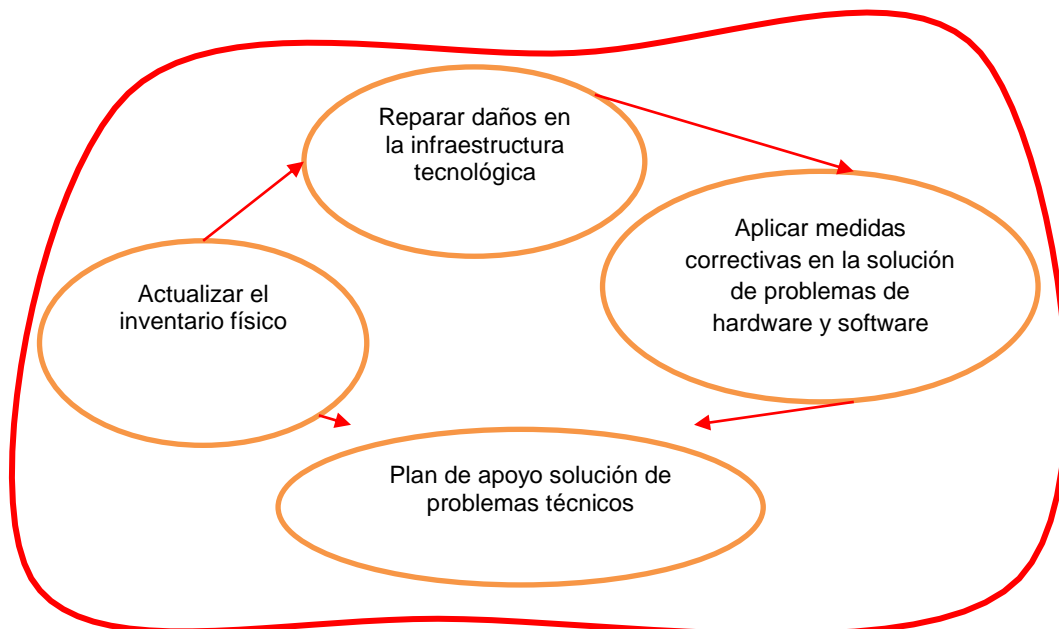 Reparar daños en
la infraestructura
tecnológica
Aplicar medidas
correctivas en la solución
de problemas de
hardware y software
Actualizar el
inventario físico
Plan de apoyo solución de
problemas técnicos